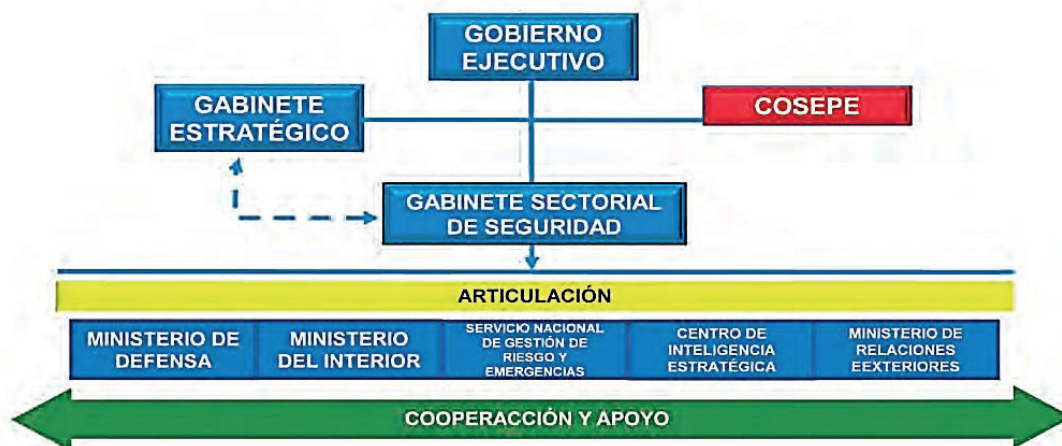 GOBIERNO
EJECUTIVO
GABINETE
ESTRATÉGICO
COSEPE
GABINETE SECTORIAL
DE SEGURIDAD
ARTICULACIÓN
MINISTERIO DE
DEFENSA
MINISTERIO
DEL INTERIOR
SERVICIO NACIONAL
DE GESTIÓN DE
RIESGO Y
EMERGENCIAS
CENTRO DE
INTELIGENCIA
ESTRATÉGICA
MINISTERIO DE
RELACIONES
EEXTERIORES
COOPERACCIÓN Y APOYO